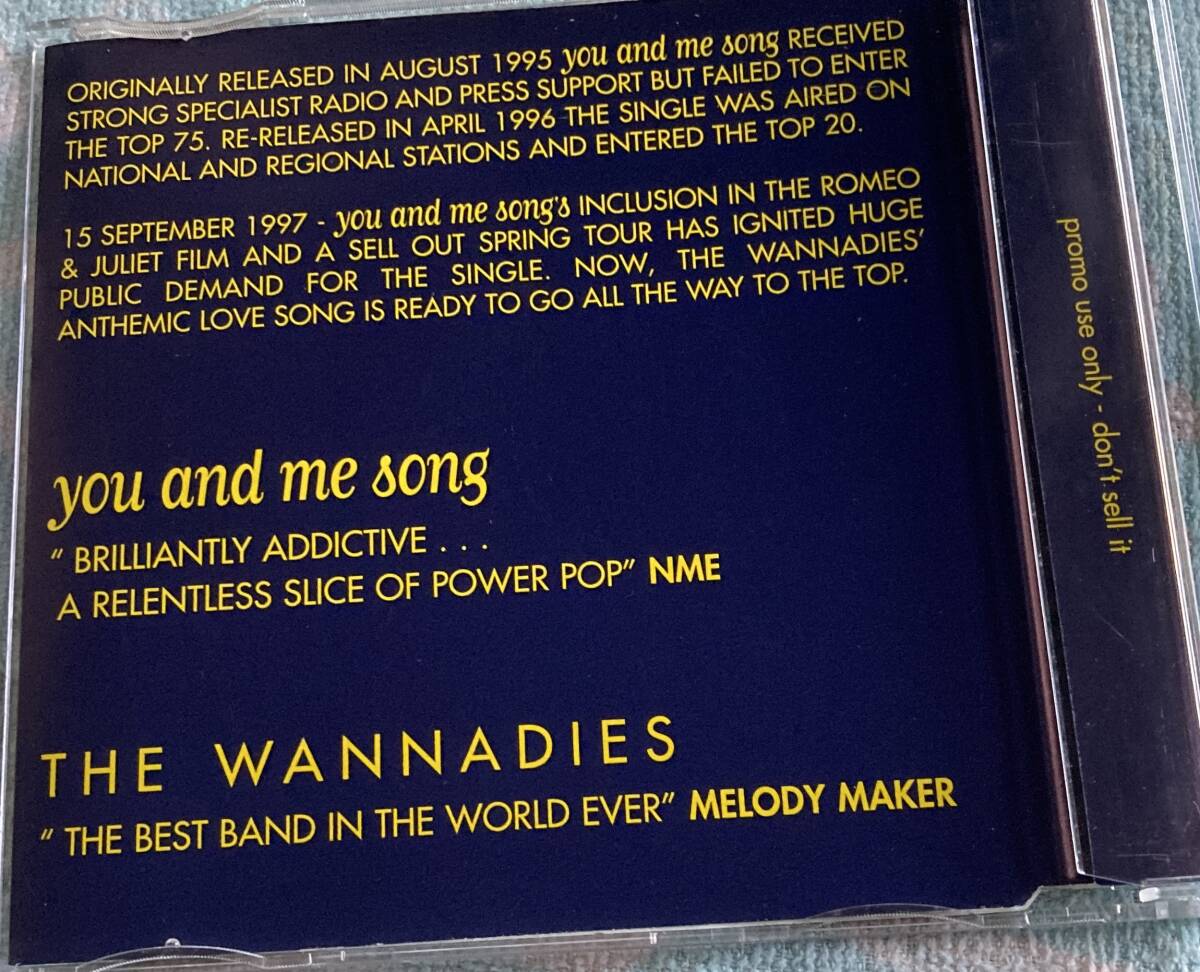 ORIGINALLY RELEASED IN AUGUST 1995 you and me song RECEIVED
STRONG SPECIALIST RADIO AND PRESS SUPPORT BUT FAILED TO ENTER
THE TOP 75. RE-RELEASED IN APRIL 1996 THE SINGLE WAS AIRED ON
NATIONAL AND REGIONAL STATIONS AND ENTERED THE TOP 20.
15 SEPTEMBER 1997 - you and me song's INCLUSION IN THE ROMEO
& JULIET FILM AND A SELL OUT SPRING TOUR HAS IGNITED HUGE
PUBLIC DEMAND FOR THE SINGLE. NOW, THE WANNADIES'
ANTHEMIC LOVE SONG IS READY TO GO ALL THE WAY TO THE TOP.
you and me song
" BRILLIANTLY ADDICTIVE . . .
A RELENTLESS SLICE OF POWER POP" NME
THE WANNADIES
" THE BEST BAND IN THE WORLD EVER" MELODY MAKER
promo use only - don't sell it